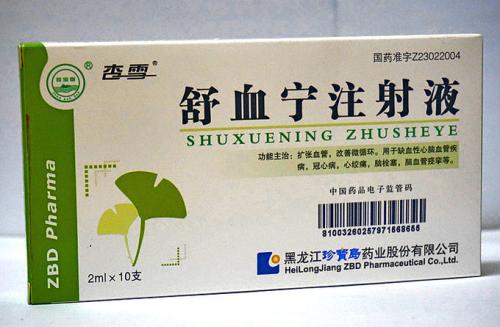 国药准字Z23022004
杏雪®
®
珍宝岛
舒血宁注射液
SHUXUENING ZHUSHEYE
功能主治：扩张血管，改善微循环。用于缺血性心脑血管疾
病，冠心病，心绞痛，脑栓塞，脑血管痉挛等。
中国药品电子监管码
81003260257971568655
黑龙江珍寶島药业股份有限公司
HeiLongJiang ZBD Pharmaceutical Co.,Ltd.
ZBD Pharma
2ml×10支